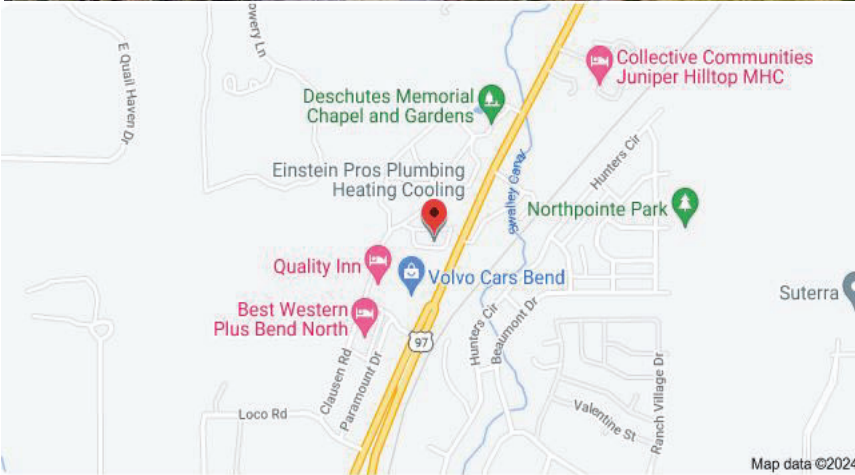 E Quail Haven Dr
owery Ln
Collective Communities
Juniper Hilltop MHC
Deschutes Memorial
Chapel and Gardens
Einstein Pros Plumbing
Heating Cooling
Swalley Canal
Hunters Cir
Northpointe Park
Quality Inn
Volvo Cars Bend
Suterra
Best Western
Plus Bend North
97
Hunters Cir
Beaumont Dr
Clausen Rd
Paramount Dr
Loco Rd
Valentine St
Ranch Village Dr
Map data ©2024